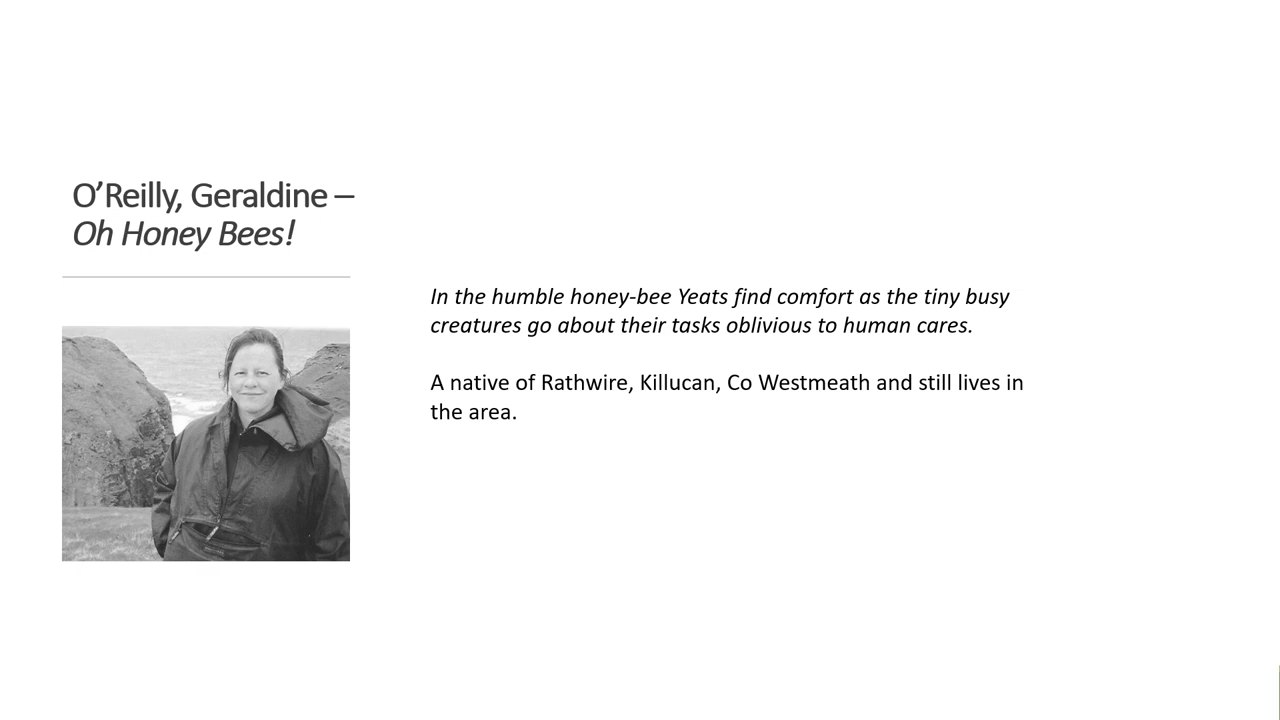 O’Reilly, Geraldine –
Oh Honey Bees!
In the humble honey-bee Yeats find comfort as the tiny busy
creatures go about their tasks oblivious to human cares.
A native of Rathwire, Killucan, Co Westmeath and still lives in
the area.